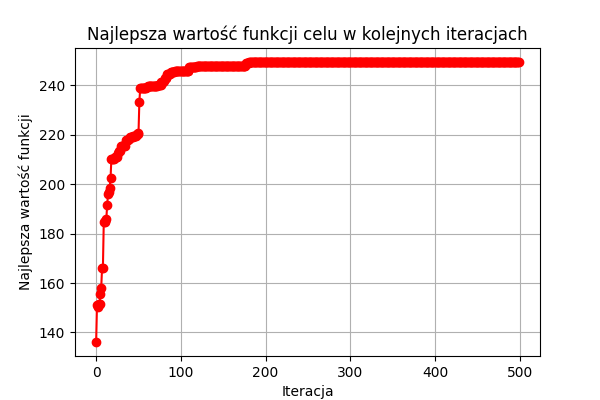 Najlepsza wartość funkcji celu w kolejnych iteracjach
Najlepsza wartość funkcji
240
220
200
180
160
140
0 100 200 300 400 500
Iteracja